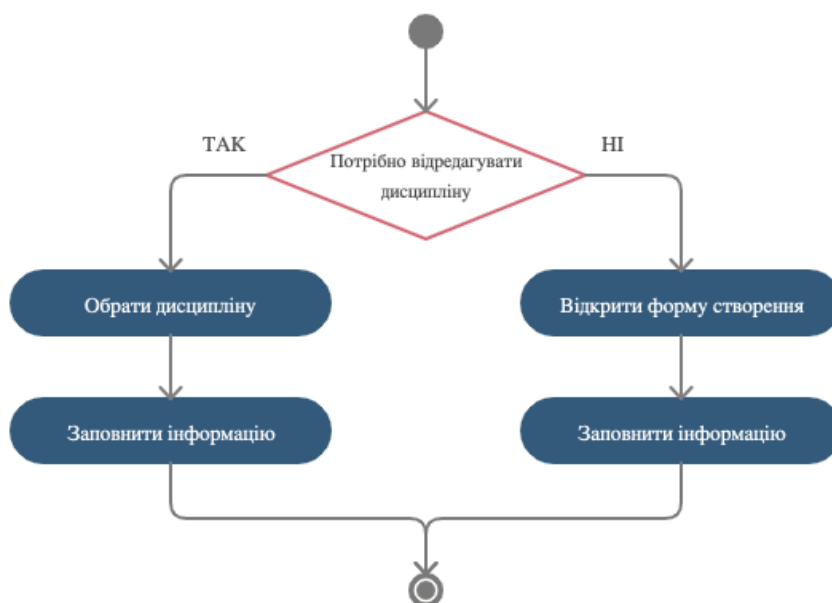 ТАК
Потрібно відредагувати
дисципліну
НІ
Обрати дисципліну
Відкрити форму створення
Заповнити інформацію
Заповнити інформацію